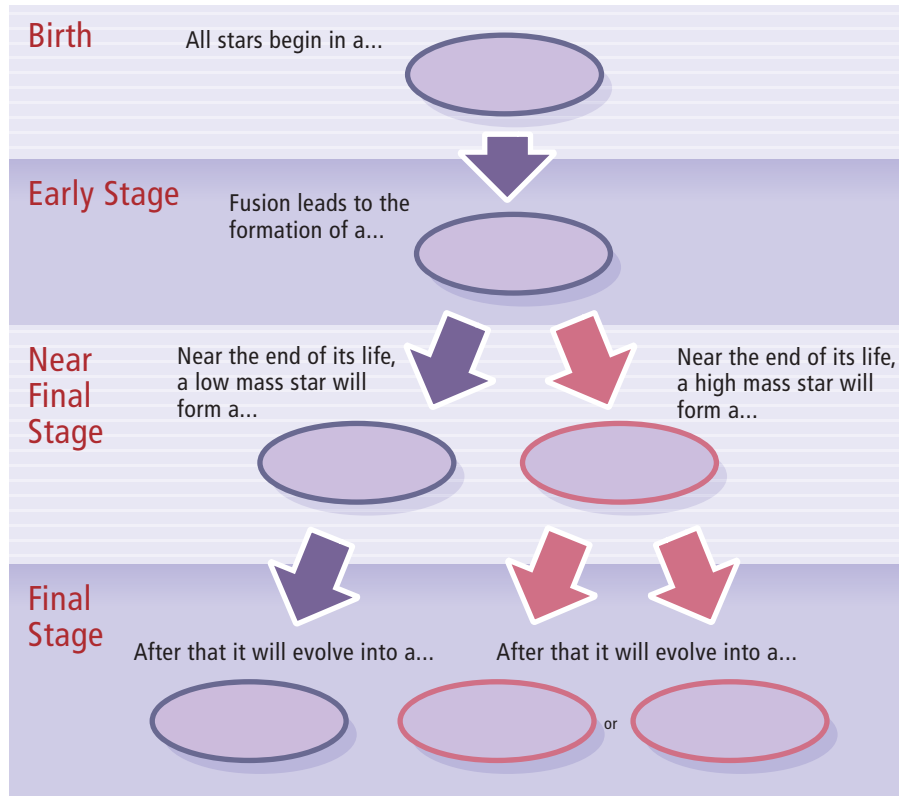 Birth
All stars begin in a...
Early Stage
Fusion leads to the
formation of a...
Near
Final
Stage
Near the end of its life,
a low mass star will
form a...
Near the end of its life,
a high mass star will
form a...
Final
Stage
After that it will evolve into a...
After that it will evolve into a...
or